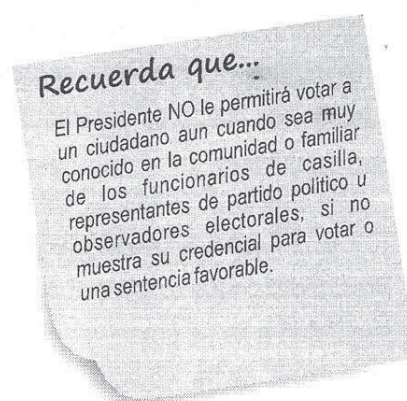 Recuerda que...
El Presidente NO le permitirá votar a
un ciudadano aun cuando sea muy
conocido en la comunidad o familiar
de los funcionarios de casilla,
representantes de partido político u
observadores electorales, si no
muestra su credencial para votar o
una sentencia favorable.